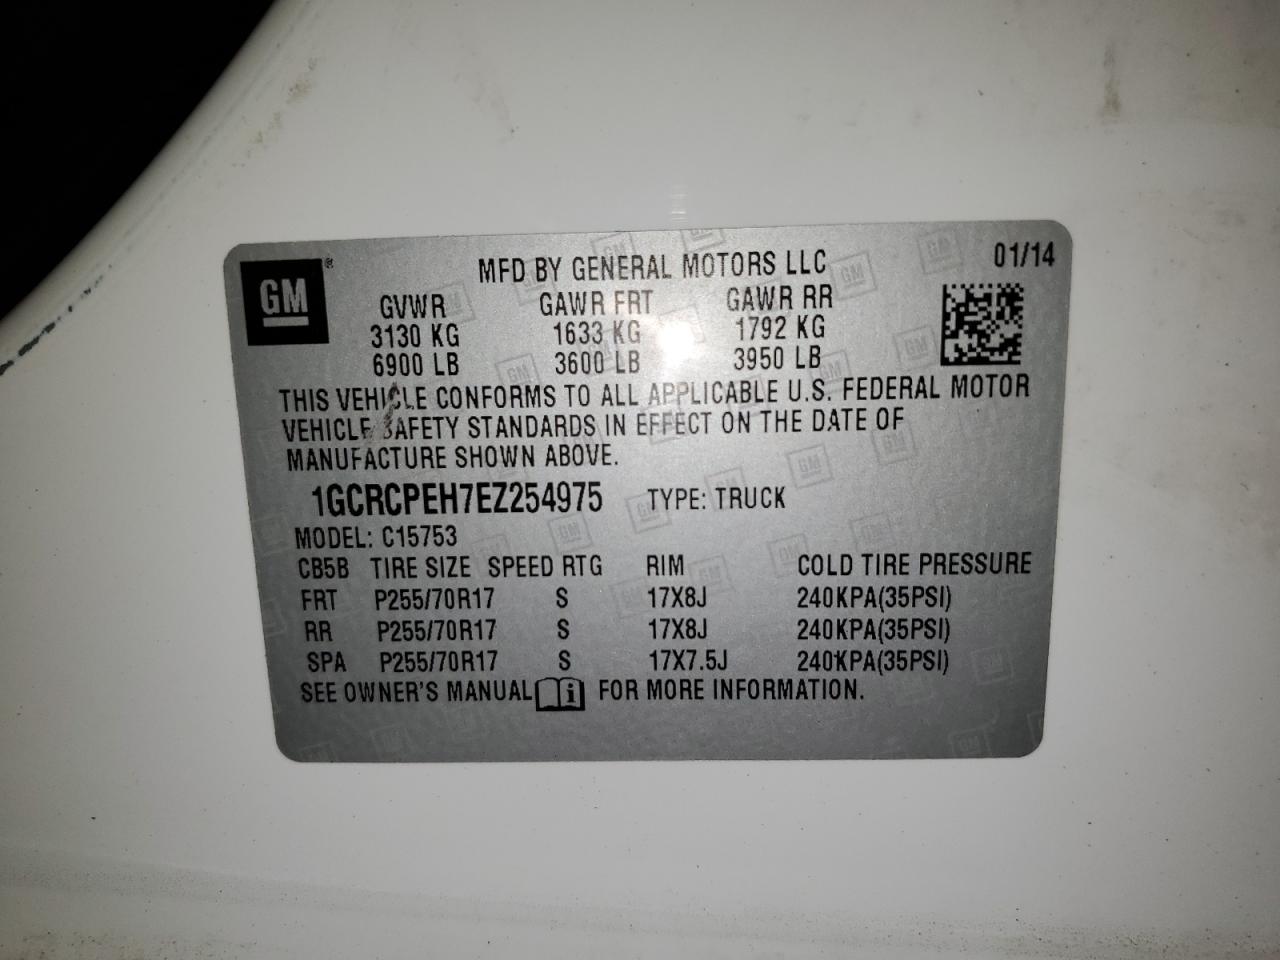 GM ®
MFD BY GENERAL MOTORS LLC 01/14
GVWR GAWR FRT GAWR RR
3130 KG 1633 KG 1792 KG
6900 LB 3600 LB 3950 LB
THIS VEHICLE CONFORMS TO ALL APPLICABLE U.S. FEDERAL MOTOR
VEHICLE SAFETY STANDARDS IN EFFECT ON THE DATE OF
MANUFACTURE SHOWN ABOVE.
1GCRCPEH7EZ254975 TYPE: TRUCK
MODEL: C15753
CB5B TIRE SIZE SPEED RTG RIM COLD TIRE PRESSURE
FRT P255/70R17 S 17X8J 240KPA(35PSI)
RR P255/70R17 S 17X8J 240KPA(35PSI)
SPA P255/70R17 S 17X7.5J 240KPA(35PSI)
SEE OWNER'S MANUAL i FOR MORE INFORMATION.